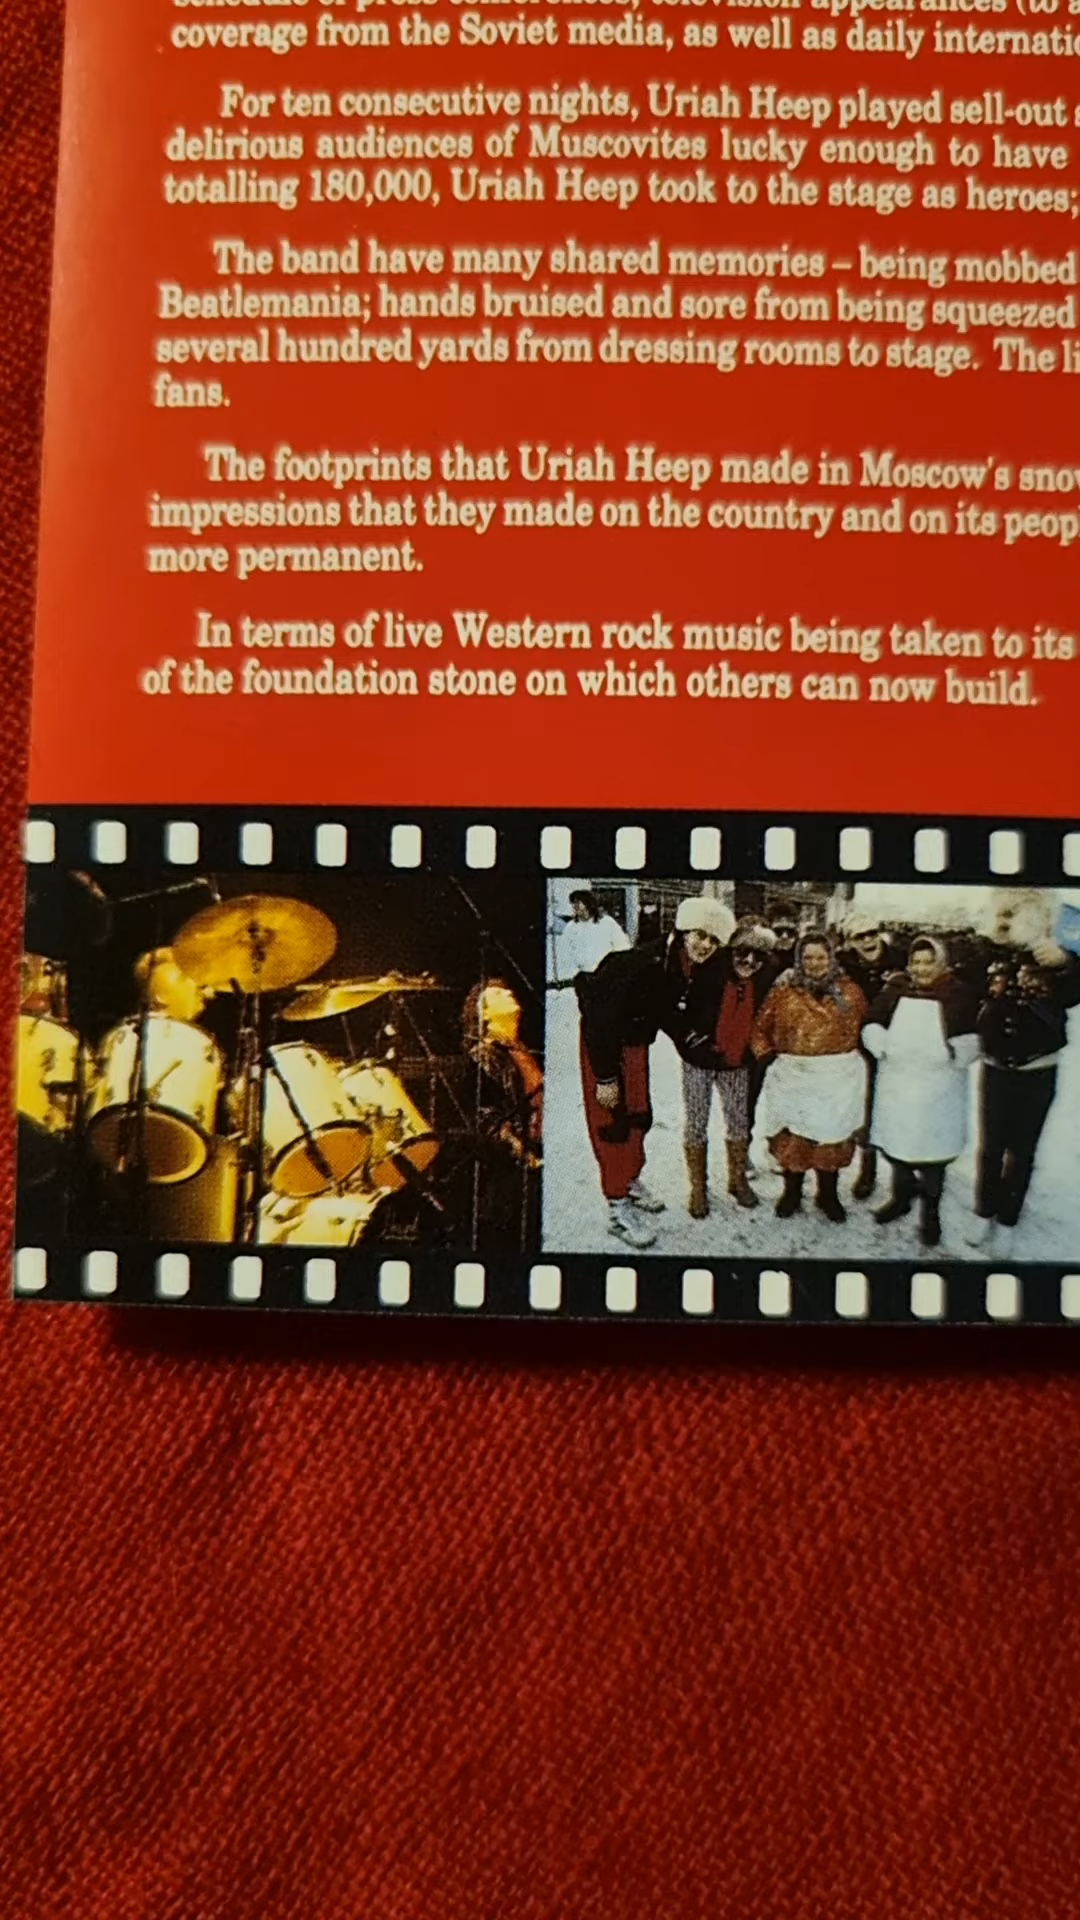 coverage from the Soviet media, as well as daily
For ten consecutive nights, Uriah Heep played sell-out
delirious audiences of Muscovites lucky enough to have
totalling 180,000, Uriah Heep took to the stage as heroes;
The band have many shared memories – being mobbed
Beatlemania; hands bruised and sore from being squeezed
several hundred yards from dressing rooms to stage. The
fans.
The footprints that Uriah Heep made in Moscow's
impressions that they made on the country and on its
more permanent.
In terms of live Western rock music being taken to its
of the foundation stone on which others can now build.